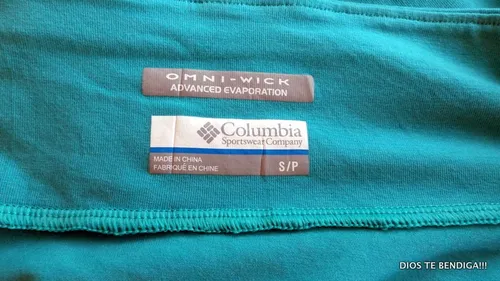 OMNI-WICK
ADVANCED EVAPORATION
Columbia
Sportswear Company
MADE IN CHINA
FABRIQUÉ EN CHINE
S/P
DIOS TE BENDIGA!!!